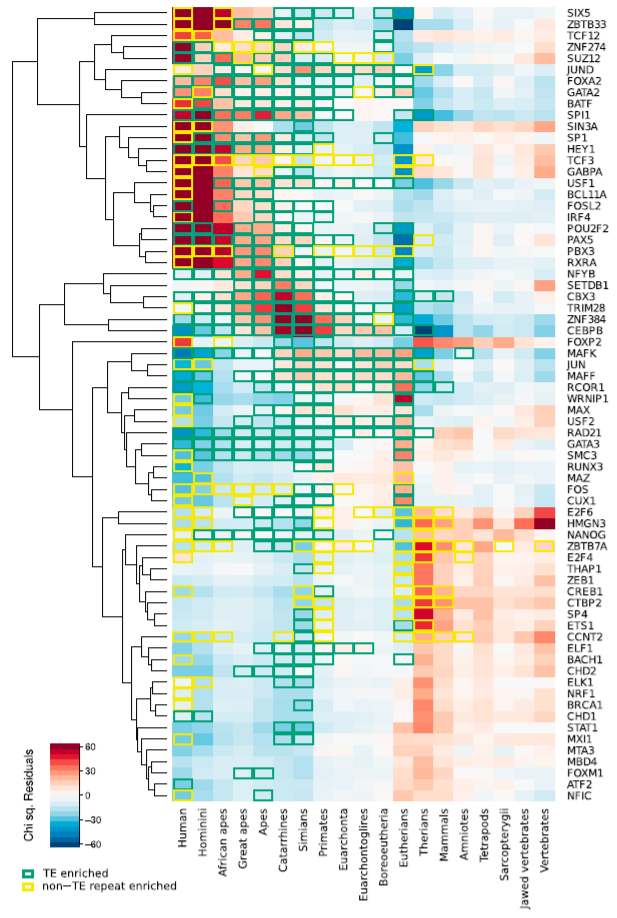 SIX5
ZBTB33
TCF12
ZNF274
SUZ12
JUND
FOXA2
GATA2
BATF
SPI1
SIN3A
SP1
HEY1
TCF3
GABPA
USF1
BCL11A
FOSL2
IRF4
POU2F2
PAX5
PBX3
RXRA
NFYB
SETDB1
CBX3
TRIM28
ZNF384
CEBPB
FOXP2
MAFK
JUN
MAFF
RCOR1
WRNIP1
MAX
USF2
RAD21
GATA3
SMC3
RUNX3
MAZ
FOS
CUX1
E2F6
HMGN3
NANOG
ZBTB7A
E2F4
THAP1
ZEB1
CREB1
CTBP2
SP4
ETS1
CCNT2
ELF1
BACH1
CHD2
ELK1
NRF1
BRCA1
CHD1
STAT1
MXI1
MTA3
MBD4
FOXM1
ATF2
NFIC
Human
Hominini
African apes
Great apes
Apes
Catarrhines
Simians
Primates
Euarchonta
Euarchontoglires
Boreoeutheria
Eutherians
Therians
Mammals
Amniotes
Tetrapods
Sarcopterygii
Jawed vertebrates
Vertebrates
Chi sq. Residuals
60
30
0
−30
−60
TE enriched
non−TE repeat enriched